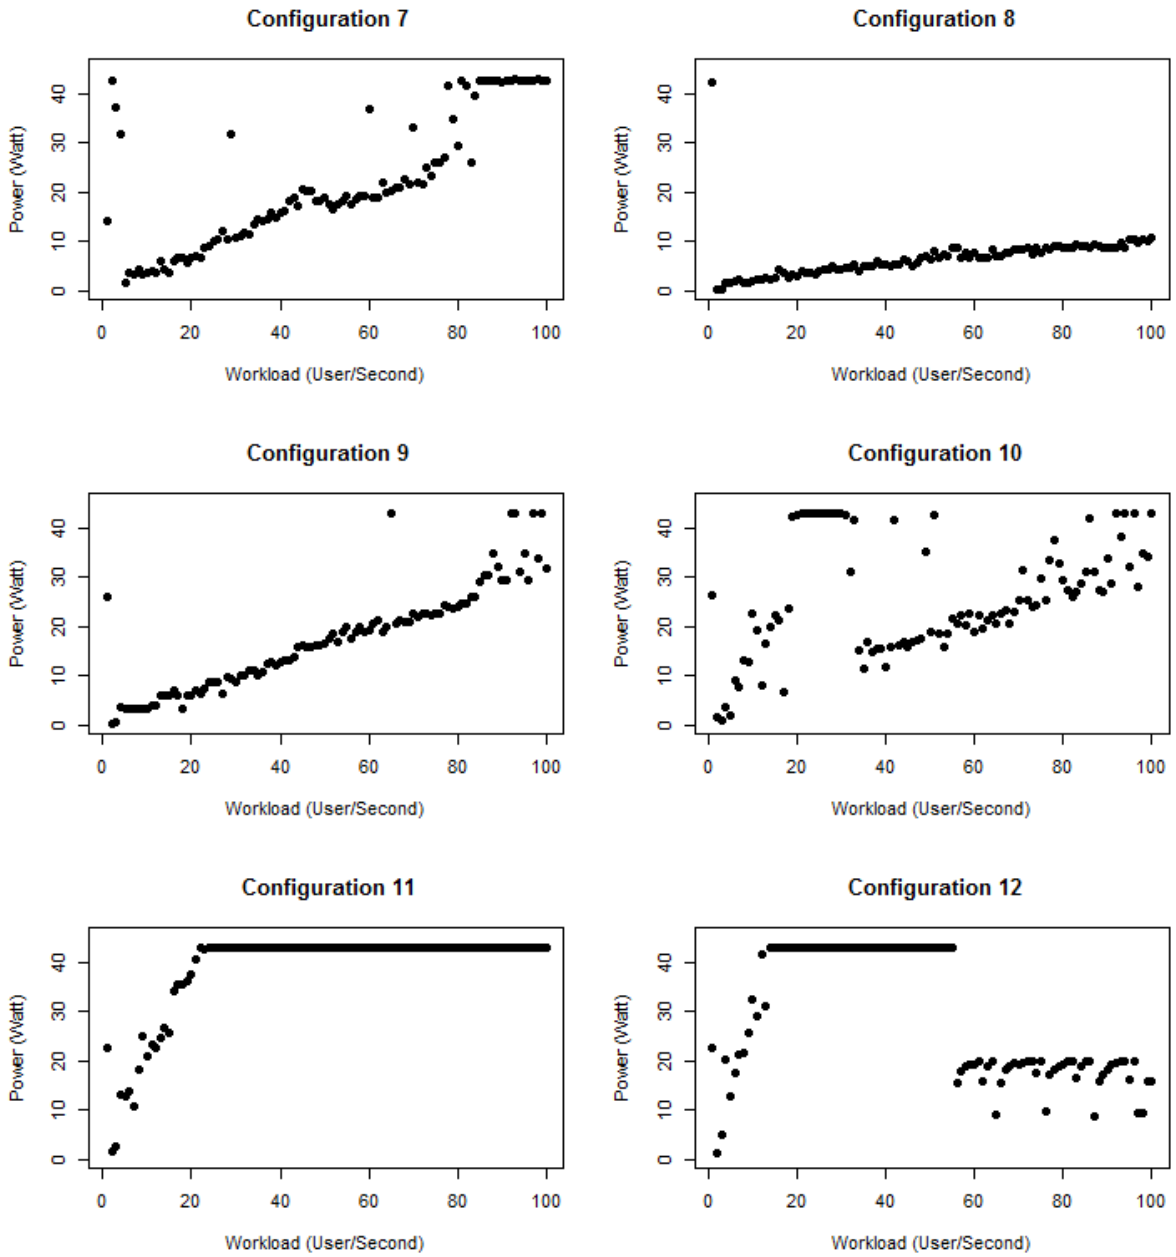 Configuration 7
Power (Watt)
40
30
20
10
0
0 20 40 60 80 100
Workload (User/Second)
Configuration 8
Power (Watt)
40
30
20
10
0
0 20 40 60 80 100
Workload (User/Second)
Configuration 9
Power (Watt)
40
30
20
10
0
0 20 40 60 80 100
Workload (User/Second)
Configuration 10
Power (Watt)
40
30
20
10
0
0 20 40 60 80 100
Workload (User/Second)
Configuration 11
Power (Watt)
40
30
20
10
0
0 20 40 60 80 100
Workload (User/Second)
Configuration 12
Power (Watt)
40
30
20
10
0
0 20 40 60 80 100
Workload (User/Second)